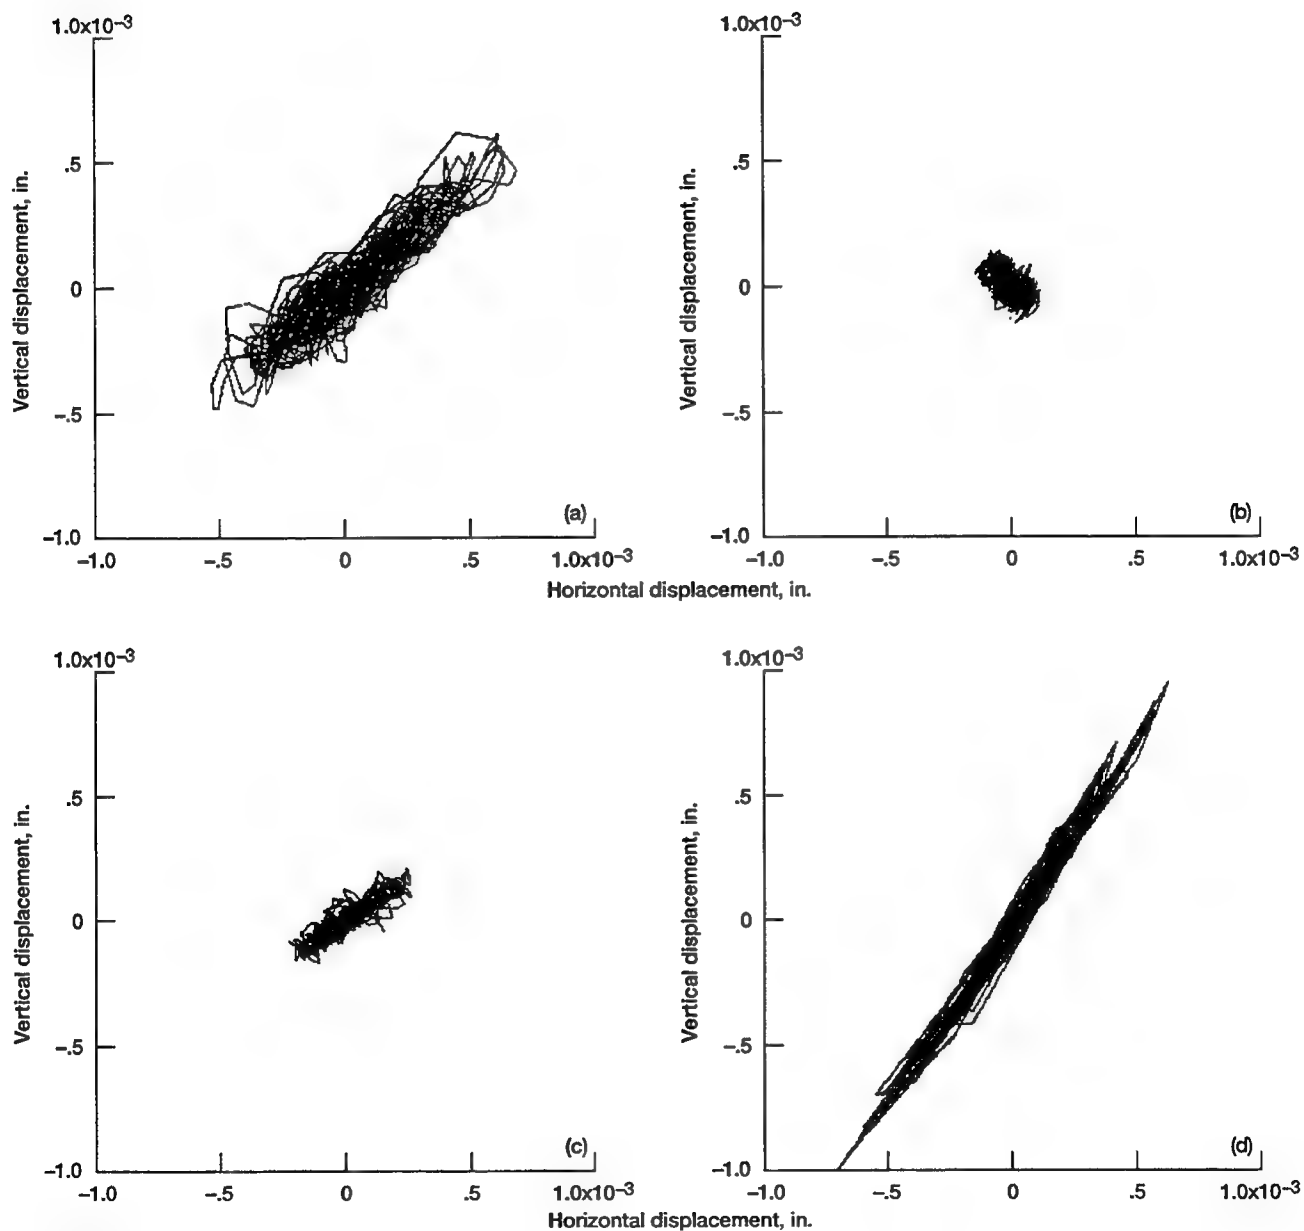 1.0x10–3
.5
0
–.5
–1.0
Vertical displacement, in.
–1.0
–.5
0
.5
1.0x10–3
(a)
1.0x10–3
.5
0
–.5
–1.0
Vertical displacement, in.
–1.0
–.5
0
.5
1.0x10–3
(b)
Horizontal displacement, in.
1.0x10–3
.5
0
–.5
–1.0
Vertical displacement, in.
–1.0
–.5
0
.5
1.0x10–3
(c)
1.0x10–3
.5
0
–.5
–1.0
Vertical displacement, in.
–1.0
–.5
0
.5
1.0x10–3
(d)
Horizontal displacement, in.